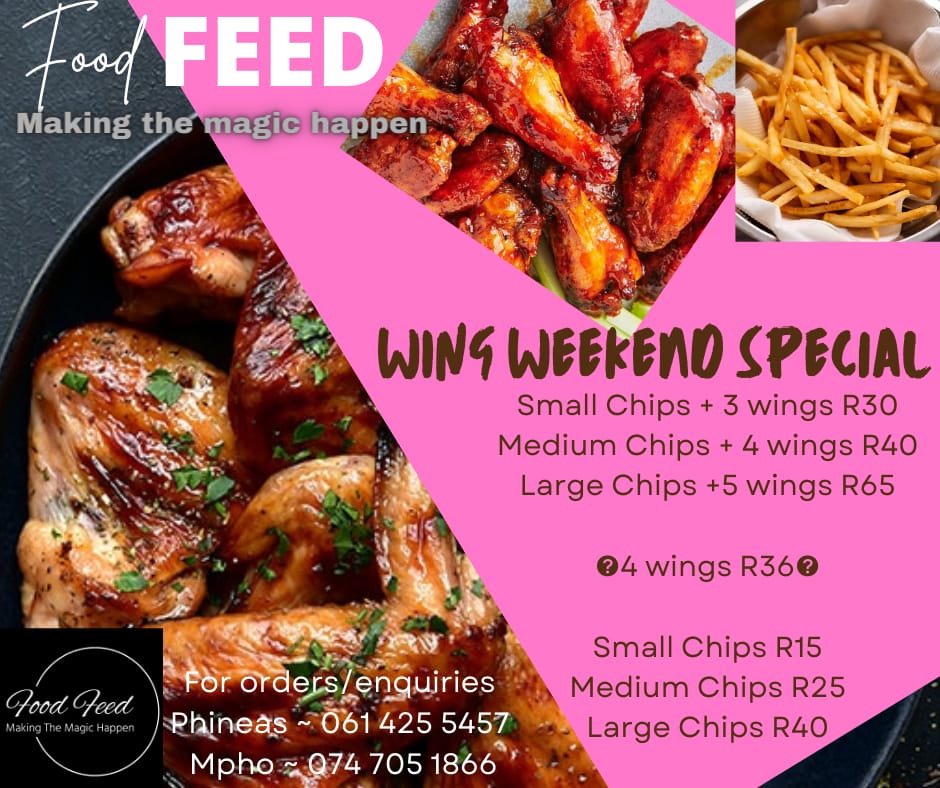 Food FEED
Making the magic happen
WING WEEKEND SPECIAL
Small Chips + 3 wings R30
Medium Chips + 4 wings R40
Large Chips +5 wings R65
�4 wings R36�
Small Chips R15
Medium Chips R25
Large Chips R40
For orders/enquiries
Phineas ~ 061 425 5457
Mpho ~ 074 705 1866
Food Feed
Making The Magic Happen